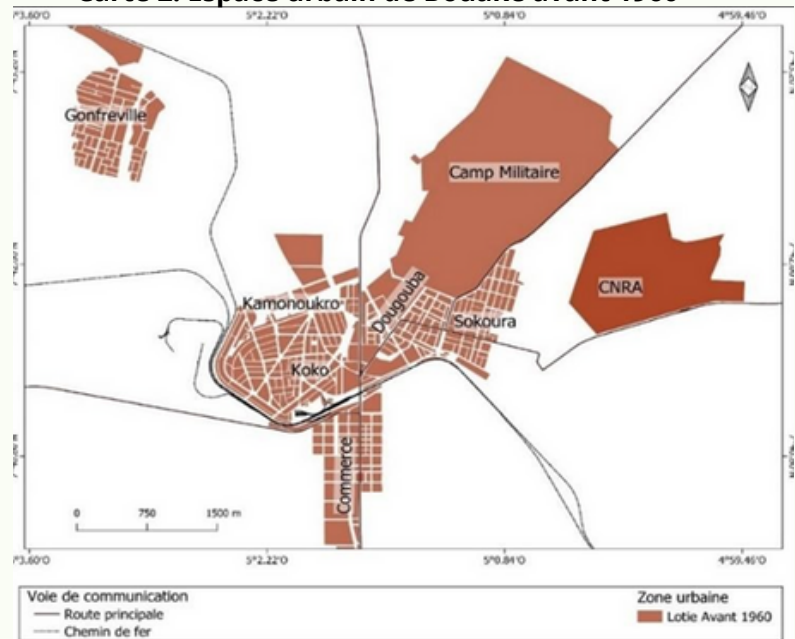 5°2.22'O 5°0.84'O 4°59.46'O
Gonfreville
Camp Militaire
CNRA
Kamonoukro
Dougouba
Sokoura
Koko
Commerce
0 750 1500 m
5°2.22'O 5°0.84'O 4°59.46'O
Voie de communication
Route principale
Chemin de fer
Zone urbaine
Lotie Avant 1960